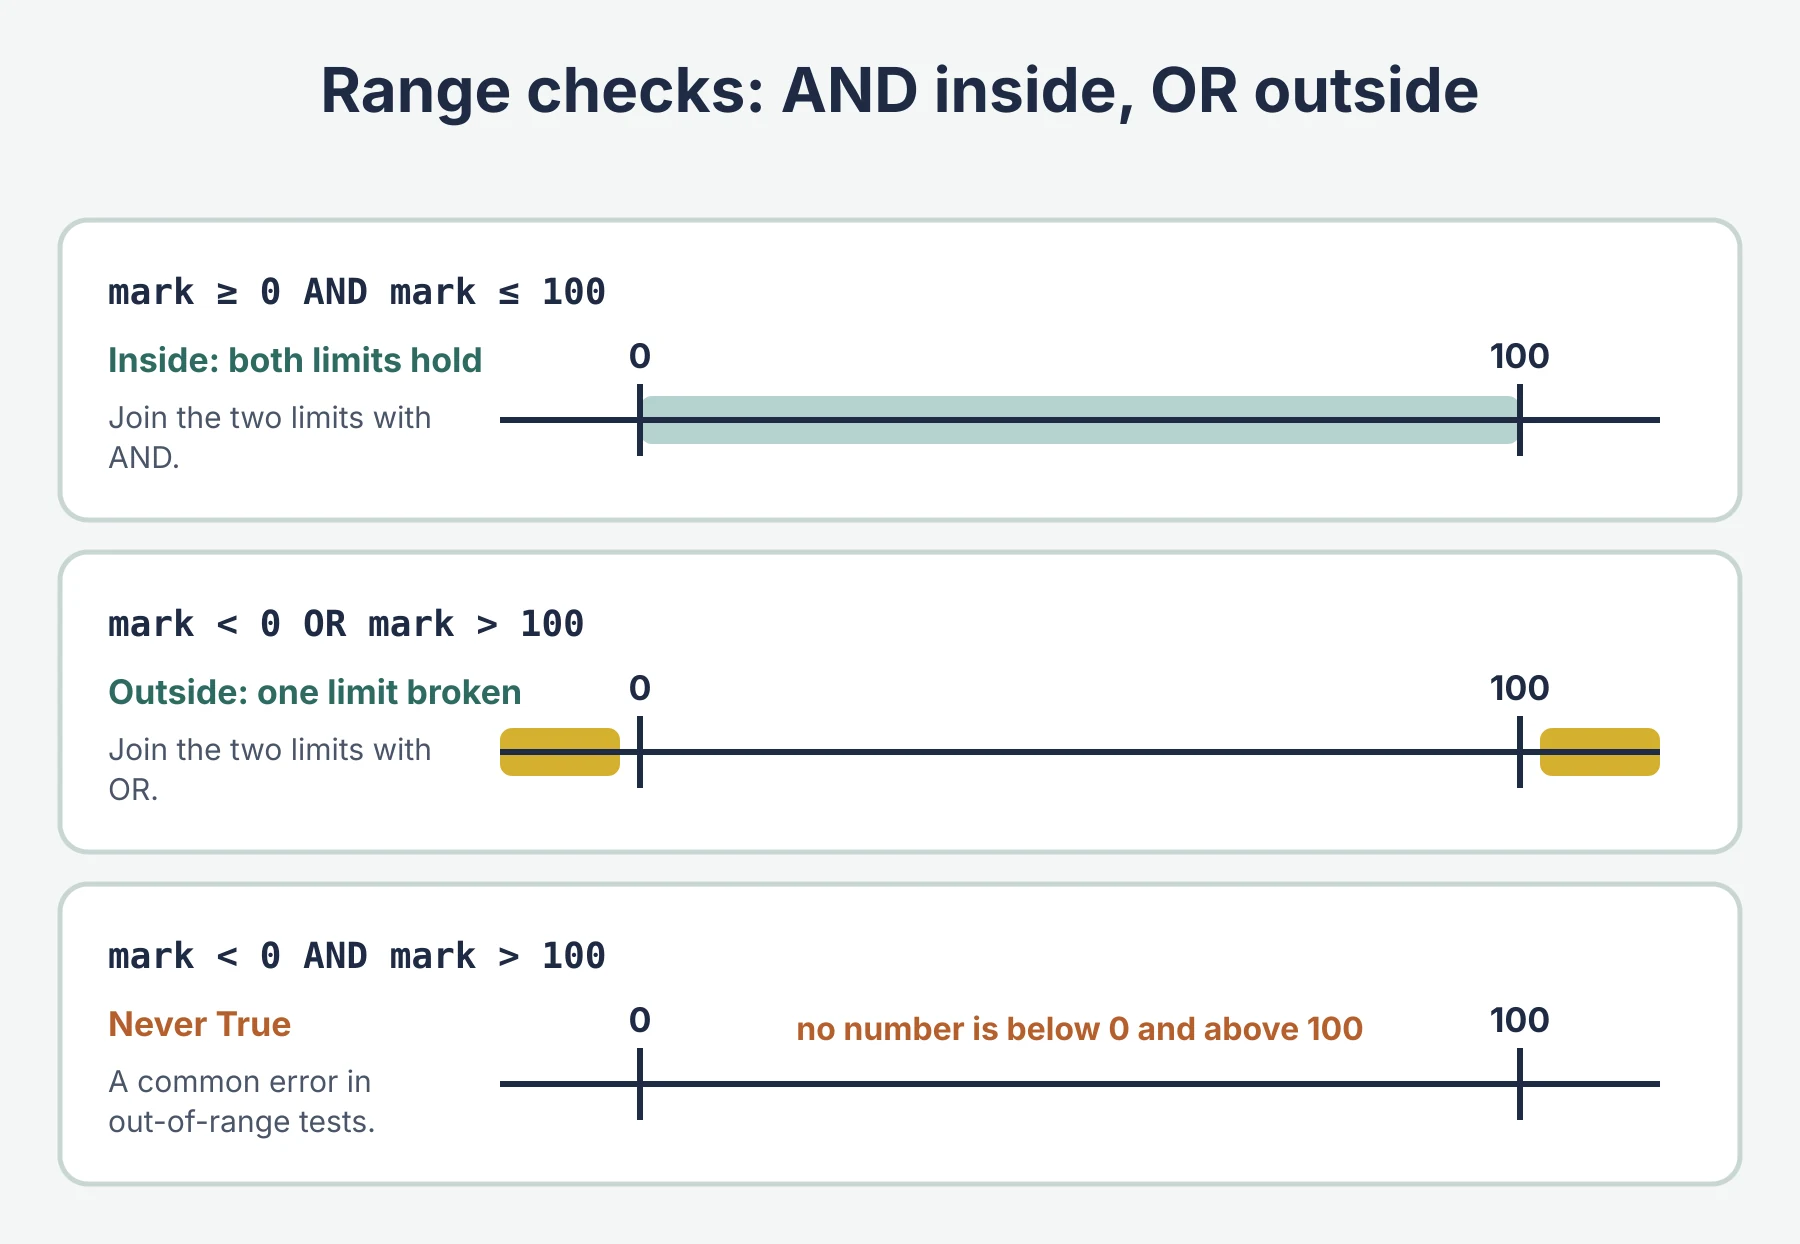 Range checks: AND inside, OR outside
mark ≥ 0 AND mark ≤ 100
Inside: both limits hold
0
100
Join the two limits with
AND.
mark < 0 OR mark > 100
Outside: one limit broken
0
100
Join the two limits with
OR.
mark < 0 AND mark > 100
Never True
0
no number is below 0 and above 100
100
A common error in
out-of-range tests.